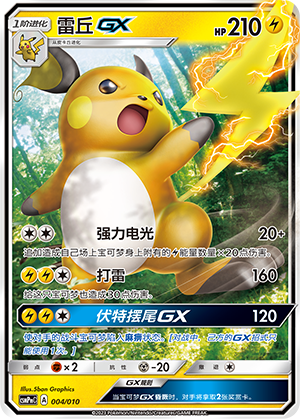 1阶进化
雷丘GX
HP210
从皮卡丘进化
强力电光 20+
追加造成自己场上宝可梦身上附有的能量数量×20点伤害。
打雷 160
给这只宝可梦也造成30点伤害。
伏特摆尾GX 120
使对手的战斗宝可梦陷入麻痹状态。[对战中,己方的GX招式只能使用1次。]
弱点 ×2 抵抗力 -20 撤退
Illus.5ban Graphics
GX规则
当宝可梦GX昏厥时,对手将拿取2张奖赏卡。
A 004/010
©2023 Pokémon/Nintendo/Creatures/GAME FREAK